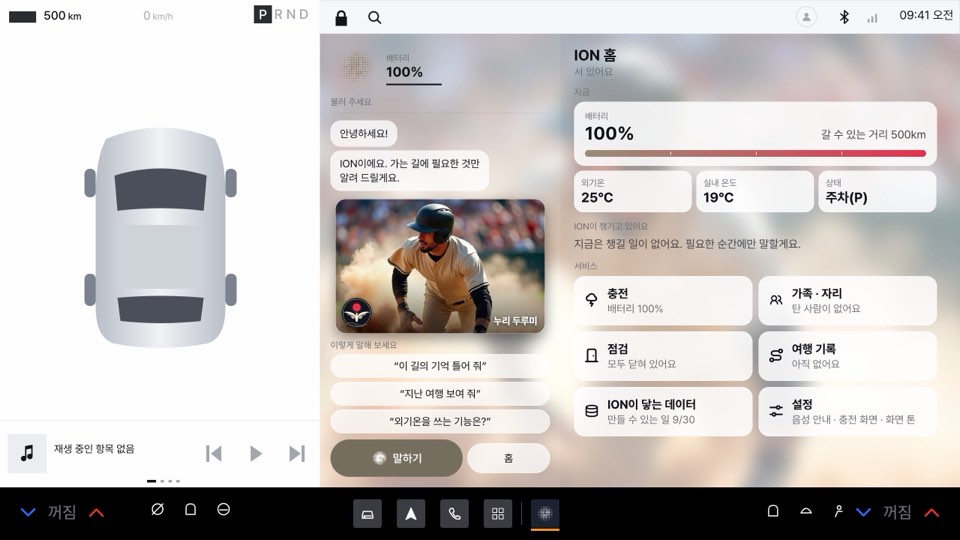 500 km
0 km/h
P R N D
09:41 오전
배터리
100%
불러 주세요
안녕하세요!
ION이에요. 가는 길에 필요한 것만
알려 드릴게요.
누리 두루미
이렇게 말해 보세요
“이 길의 기억 틀어 줘”
“지난 여행 보여 줘”
“외기온을 쓰는 기능은?”
말하기
홈
ION 홈
서 있어요
지금
배터리
100%
갈 수 있는 거리 500km
외기온
25°C
실내 온도
19°C
상태
주차(P)
ION이 챙기고 있어요
지금은 챙길 일이 없어요. 필요한 순간에만 말할게요.
서비스
충전
배터리 100%
가족 · 자리
탄 사람이 없어요
점검
모두 닫혀 있어요
여행 기록
아직 없어요
ION이 닿는 데이터
만들 수 있는 일 9/30
설정
음성 안내 · 충전 화면 · 화면 톤
재생 중인 항목 없음
꺼짐
꺼짐